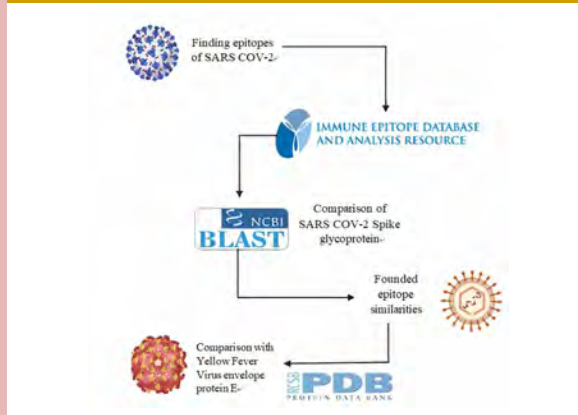 Finding epitopes
of SARS COV-2
IMMUNE EPITOPE DATABASE
AND ANALYSIS RESOURCE
NCBI
BLAST
Comparison of
SARS COV-2 Spike
glycoprotein
Founded
epitope
similarities
Comparison with
Yellow Fever
Virus envelope
protein E
RCSB
PDB
PROTEIN DATA BANK